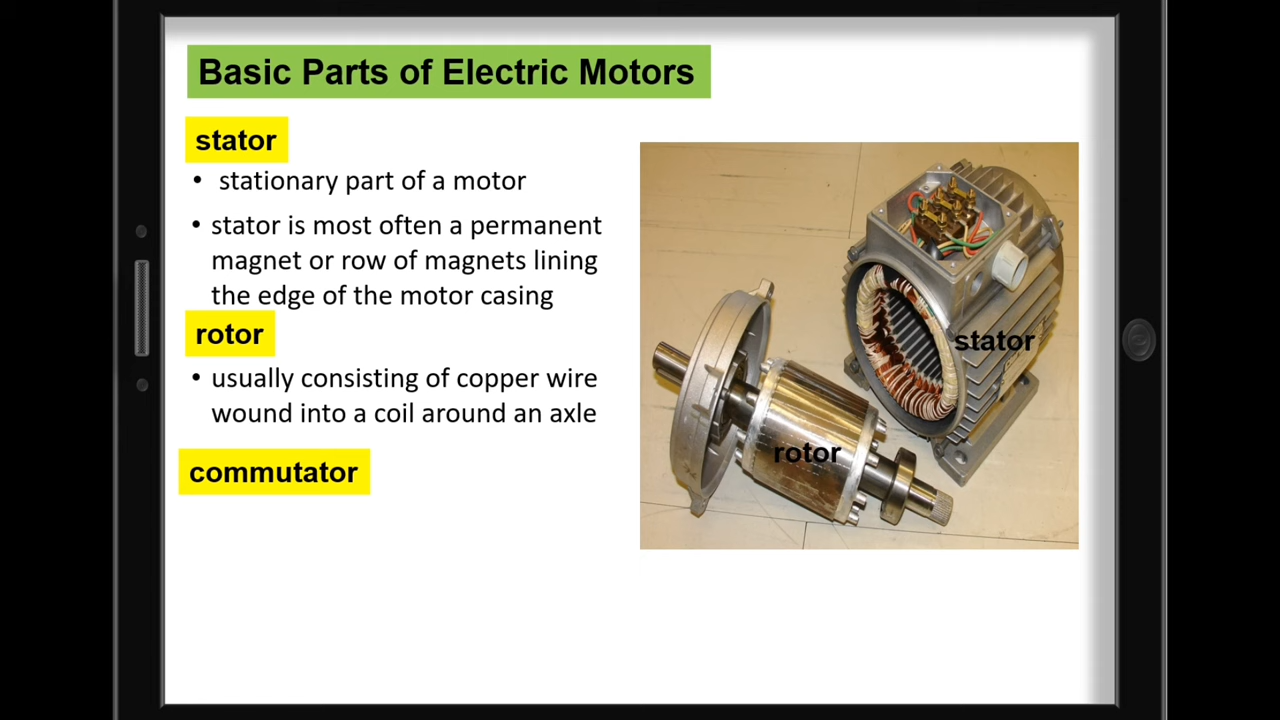 Basic Parts of Electric Motors
stator
• stationary part of a motor
• stator is most often a permanent
magnet or row of magnets lining
the edge of the motor casing
rotor
• usually consisting of copper wire
wound into a coil around an axle
commutator
stator
rotor